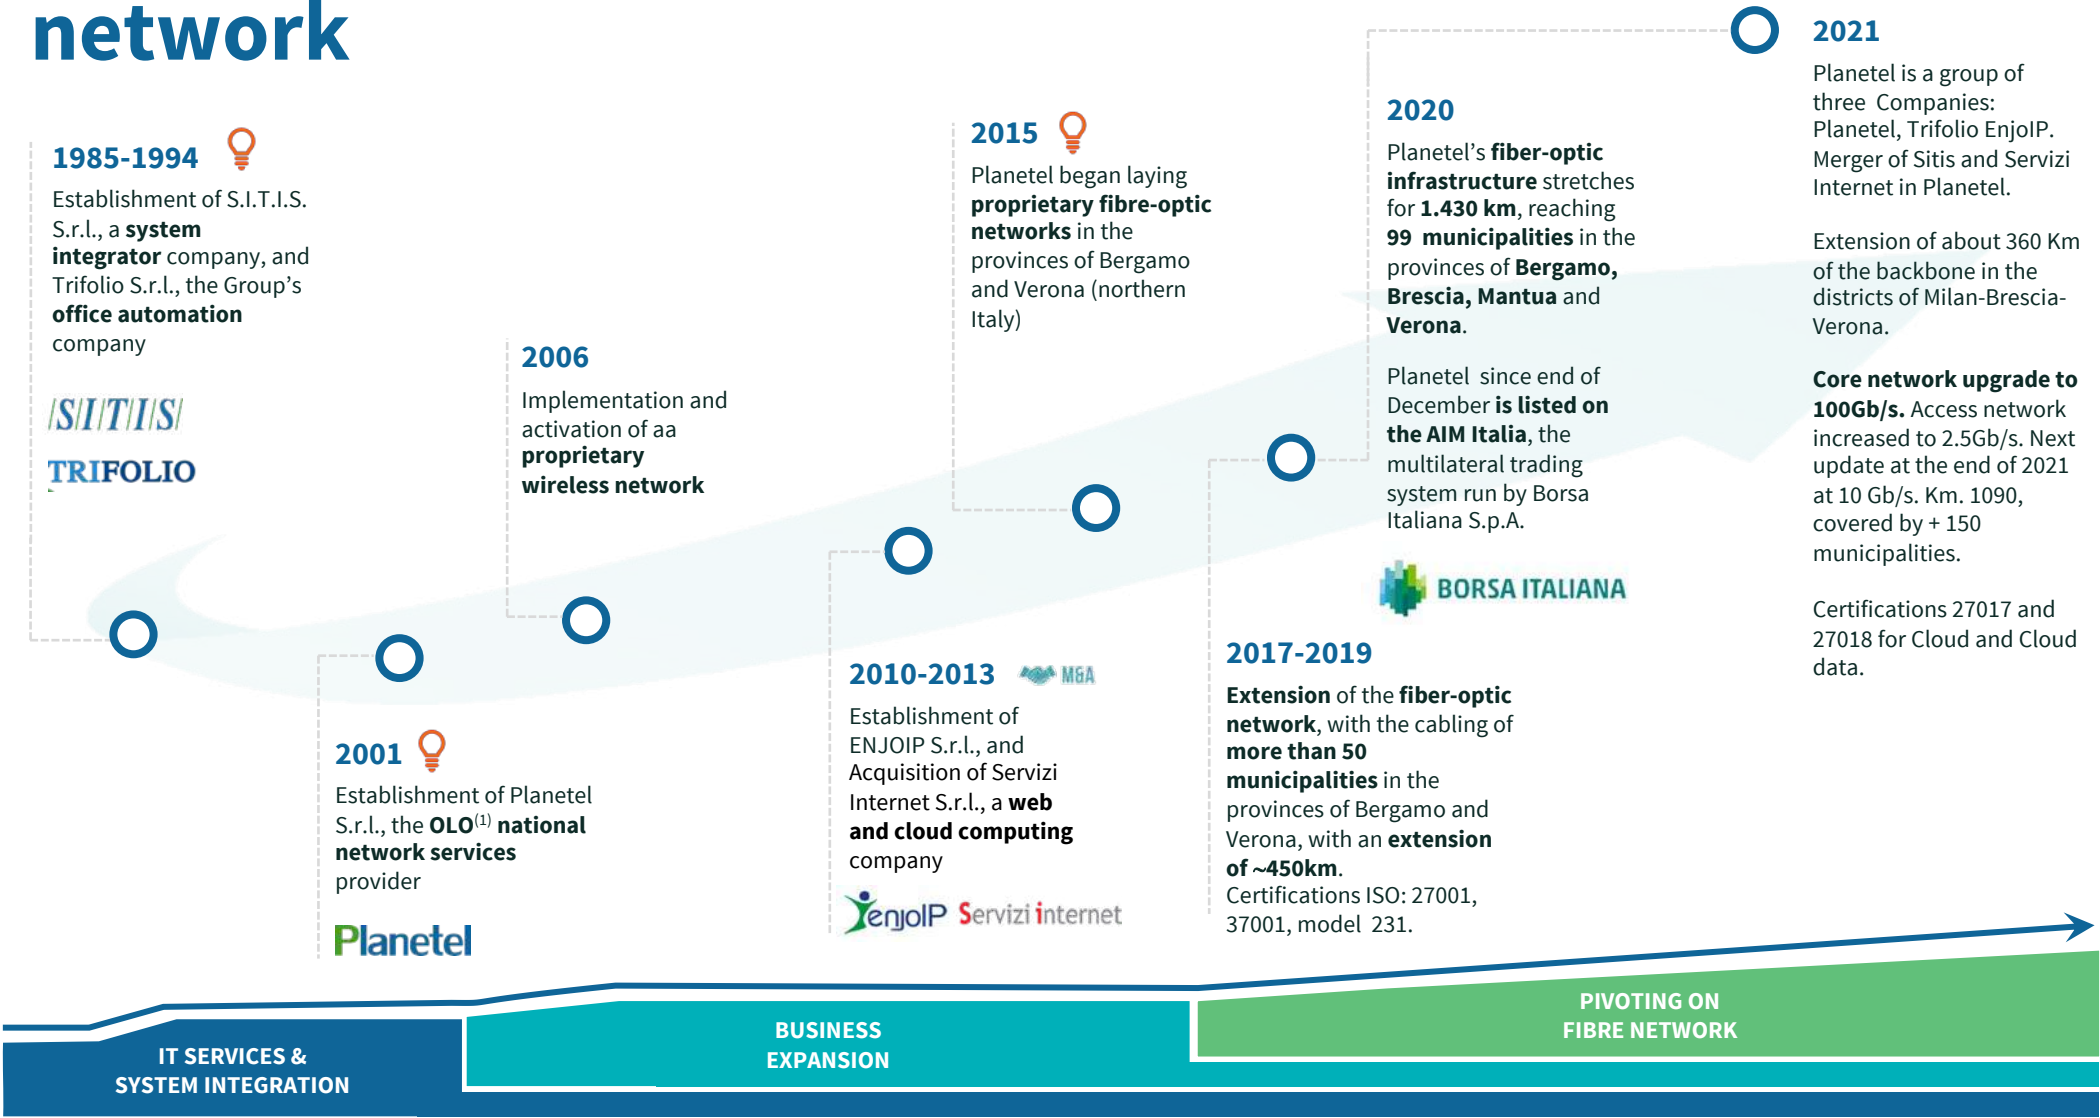 network
1985-1994
Establishment of S.I.T.I.S.
S.r.l., a system
integrator company, and
Trifolio S.r.l., the Group's
office automation
company
/S/I/T/I/S/
TRIFOLIO
2001
Establishment of Planetel
S.r.l., the OLO(1) national
network services
provider
Planetel
2006
Implementation and
activation of aa
proprietary
wireless network
2010-2013
M&A
Establishment of
ENJOIP S.r.l., and
Acquisition of Servizi
Internet S.r.l., a web
and cloud computing
company
enjoIP
Servizi internet
2015
Planetel began laying
proprietary fibre-optic
networks in the
provinces of Bergamo
and Verona (northern
Italy)
2017-2019
Extension of the fiber-optic
network, with the cabling of
more than 50
municipalities in the
provinces of Bergamo and
Verona, with an extension
of ~450km.
Certifications ISO: 27001,
37001, model 231.
2020
Planetel's fiber-optic
infrastructure stretches
for 1.430 km, reaching
99 municipalities in the
provinces of Bergamo,
Brescia, Mantua and
Verona.
Planetel since end of
December is listed on
the AIM Italia, the
multilateral trading
system run by Borsa
Italiana S.p.A.
BORSA ITALIANA
2021
Planetel is a group of
three Companies:
Planetel, Trifolio EnjoIP.
Merger of Sitis and Servizi
Internet in Planetel.
Extension of about 360 Km
of the backbone in the
districts of Milan-Brescia-
Verona.
Core network upgrade to
100Gb/s. Access network
increased to 2.5Gb/s. Next
update at the end of 2021
at 10 Gb/s. Km. 1090,
covered by + 150
municipalities.
Certifications 27017 and
27018 for Cloud and Cloud
data.
IT SERVICES &
SYSTEM INTEGRATION
BUSINESS
EXPANSION
PIVOTING ON
FIBRE NETWORK